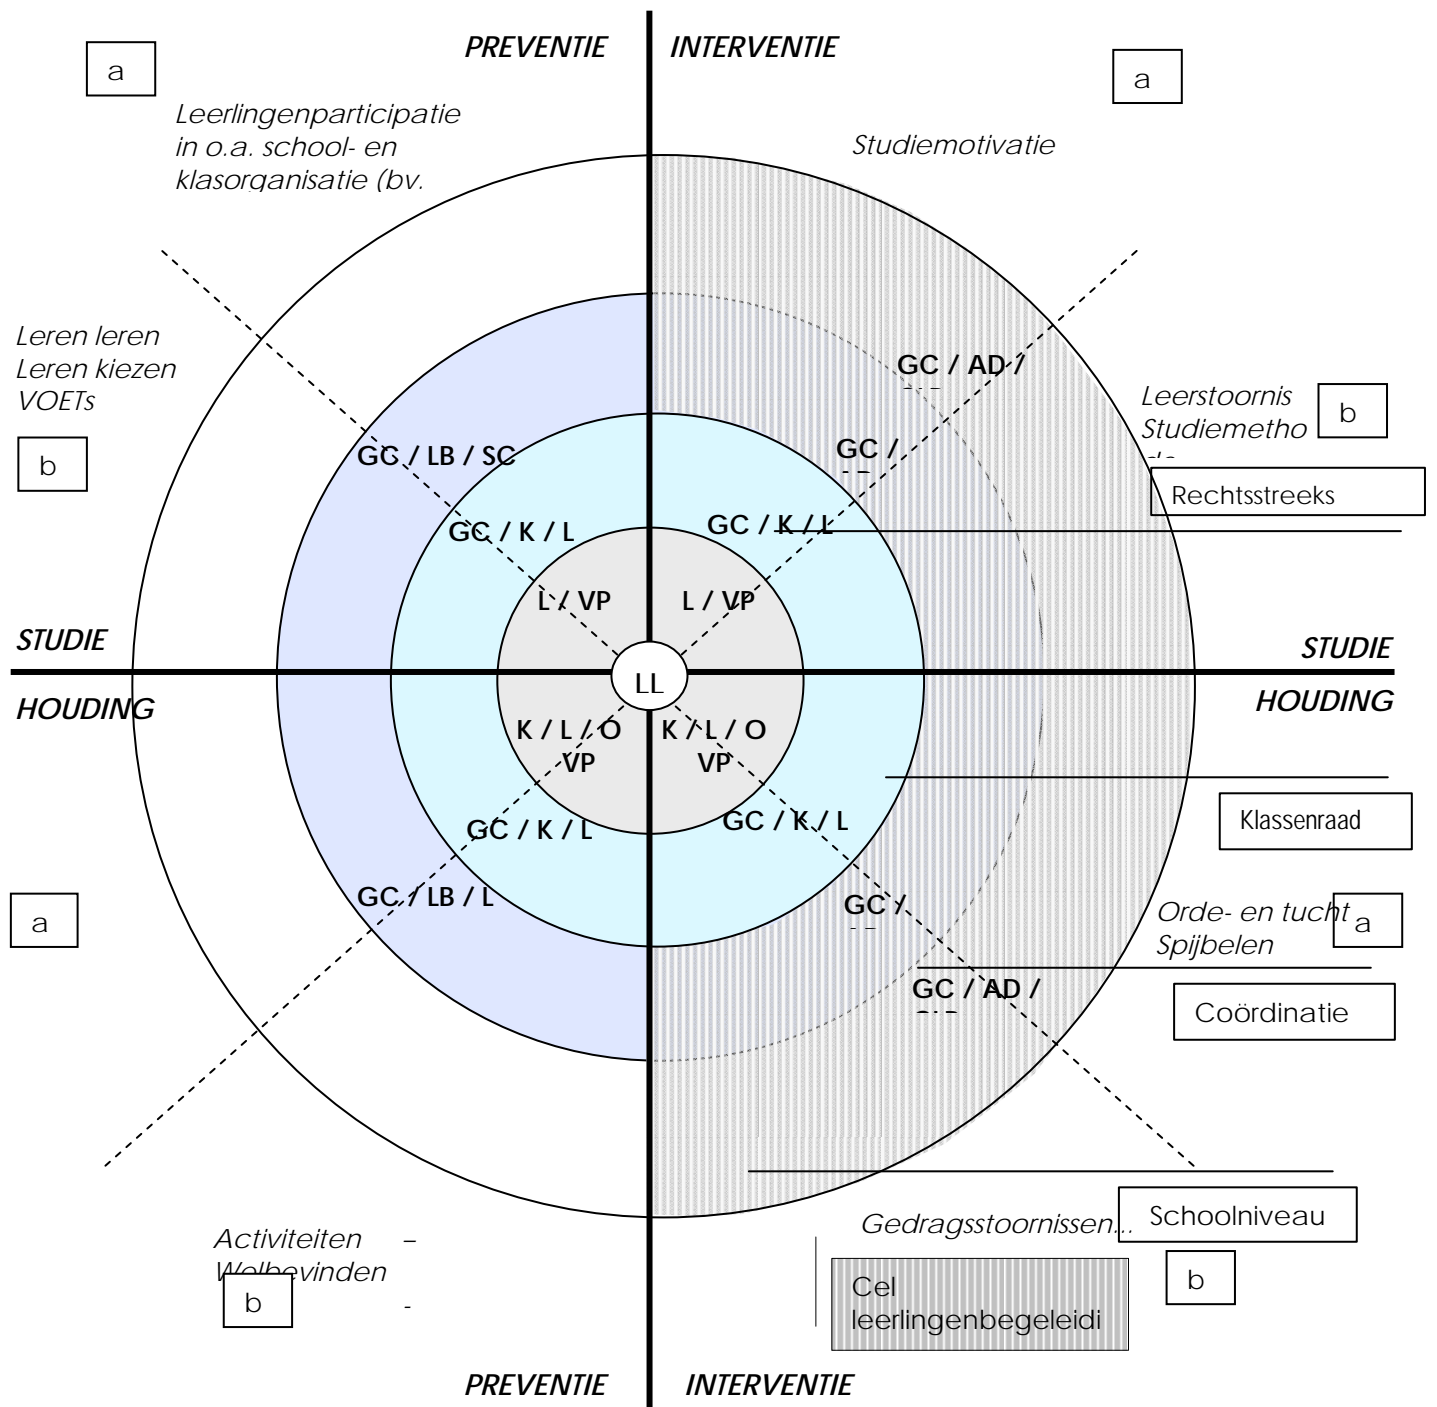 PREVENTIE INTERVENTIE
a
a
Leerlingenparticipatie
in o.a. school- en
klasorganisatie (bv.
Studiemotivatie
Leren leren
Leren kiezen
VOETs
b
GC / AD /
Leerstoornis
Studiemetho
b
GC / LB / SC
GC /
Rechtsstreeks
GC / K / L
GC / K / L
L / VP
L / VP
STUDIE
STUDIE
LL
HOUDING
HOUDING
K / L / O
VP
K / L / O
VP
GC / K / L
GC / K / L
Klassenraad
GC / LB / L
GC /
a
Orde- en tucht
Spijbelen
a
GC / AD /
Coördinatie
Activiteiten –
Welbevinden
-
b
Gedragsstoornissen...
Schoolniveau
Cel
leerlingenbegeleidi
b
PREVENTIE INTERVENTIE